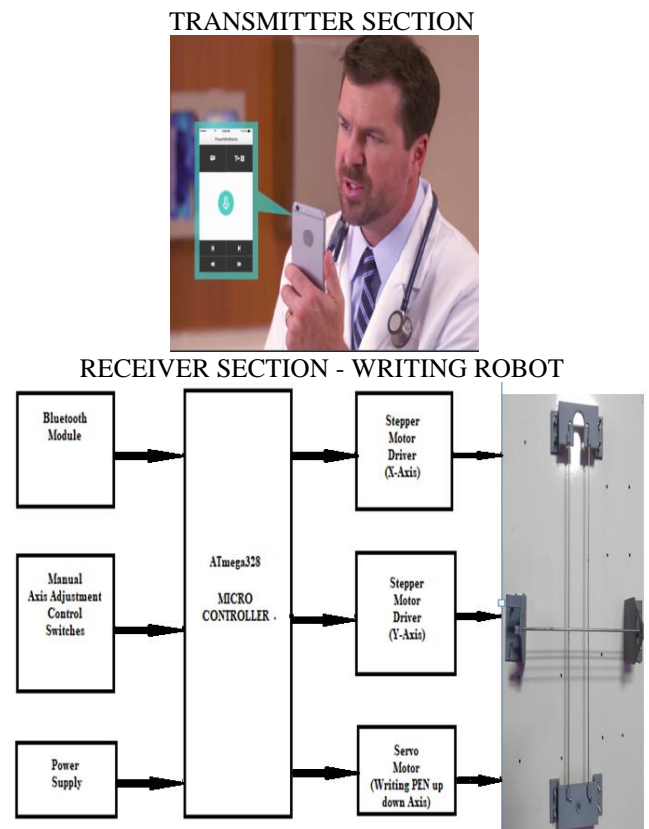 TRANSMITTER SECTION
RECEIVER SECTION - WRITING ROBOT
Bluetooth
Module
Manual
Axis Adjustment
Control
Switches
Power
Supply
ATmega328
MICRO
CONTROLLER .
Stepper
Motor
Driver
(X-Axis)
Stepper
Motor
Driver
(Y-Axis)
Servo
Motor
(Writing PEN up
down Axis)